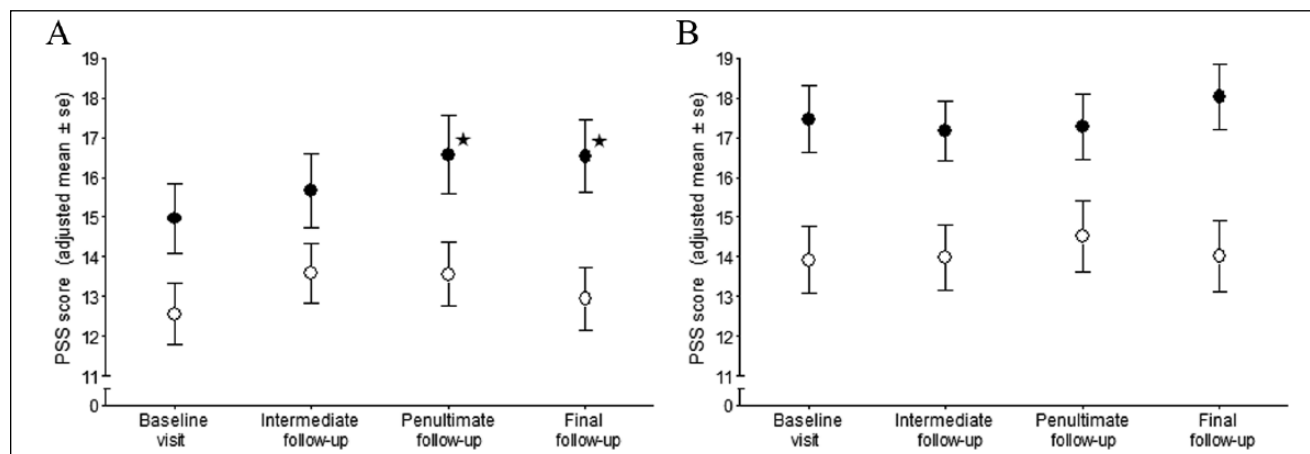 A
PSS score (adjusted mean ± se)
19
18
17
16
15
14
13
12
11
0
Baseline visit
Intermediate follow-up
Penultimate follow-up
Final follow-up
B
PSS score (adjusted mean ± se)
19
18
17
16
15
14
13
12
11
0
Baseline visit
Intermediate follow-up
Penultimate follow-up
Final follow-up